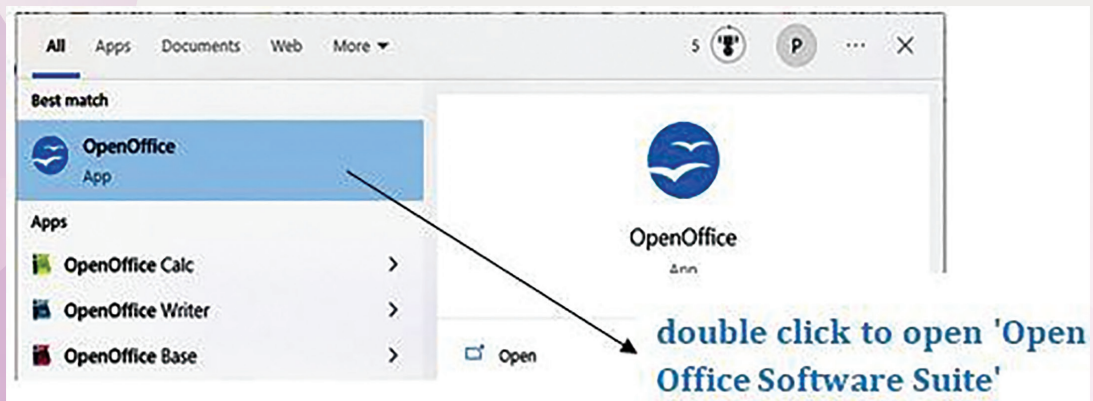 All Apps Documents Web More
5 P ... ×
Best match
OpenOffice
App
Apps
OpenOffice Calc
OpenOffice Writer
OpenOffice Base
OpenOffice
App
Open
double click to open 'Open
Office Software Suite'